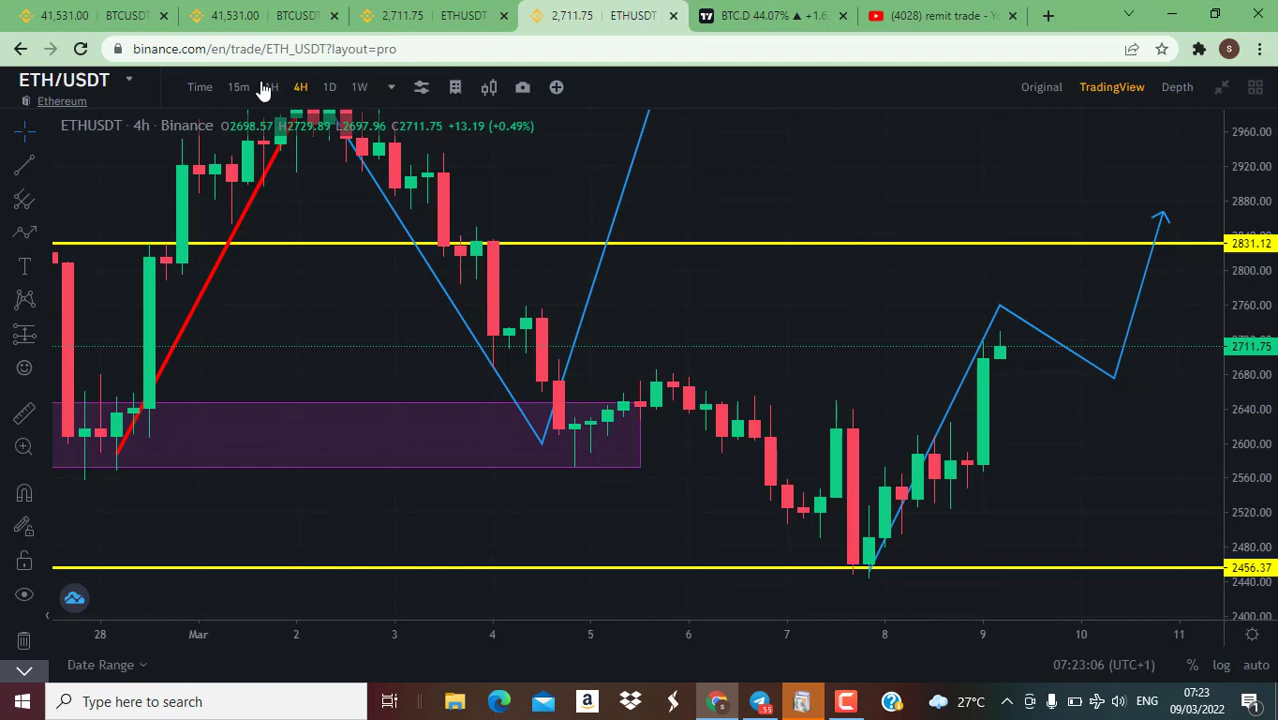 41,531.00 BTCUSDT
41,531.00 BTCUSDT
2,711.75 ETHUSDT
2,711.75 ETHUSDT
BTC.D 44.07% ▲ +1.6
(4028) remit trade - Y
binance.com/en/trade/ETH_USDT?layout=pro
S
ETH/USDT
Ethereum
Time 15m 4H 1D 1W
Original TradingView Depth
ETHUSDT · 4h · Binance O2698.57 H2729.89 L2697.96 C2711.75 +13.19 (+0.49%)
2960.00
2920.00
2880.00
2831.12
2800.00
2760.00
2711.75
2680.00
2640.00
2600.00
2560.00
2520.00
2480.00
2456.37
2440.00
2400.00
28 Mar 2 3 4 5 6 7 8 9 10 11
Date Range 07:23:06 (UTC+1) % log auto
Type here to search
55
27°C ENG
07:23
09/03/2022
1